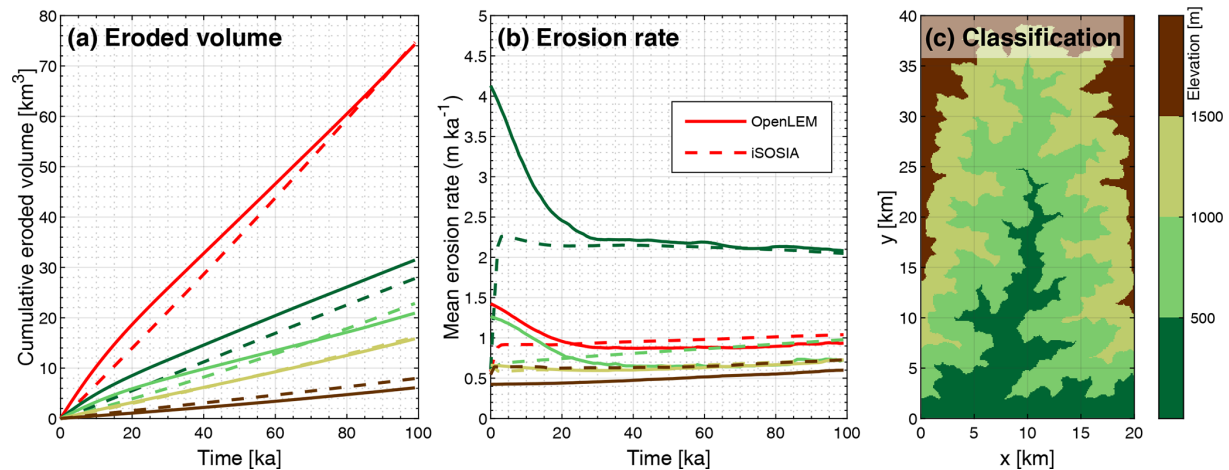 (a) Eroded volume
Cumulative eroded volume [km³]
80
70
60
50
40
30
20
10
0
0 20 40 60 80 100
Time [ka]
(b) Erosion rate
Mean erosion rate (m ka⁻¹)
5
4.5
4
3.5
3
2.5
2
1.5
1
0.5
0
OpenLEM
iSOSIA
0 20 40 60 80 100
Time [ka]
(c) Classification
y [km]
40
35
30
25
20
15
10
5
0
0 5 10 15 20
x [km]
Elevation [m]
1500
1000
500